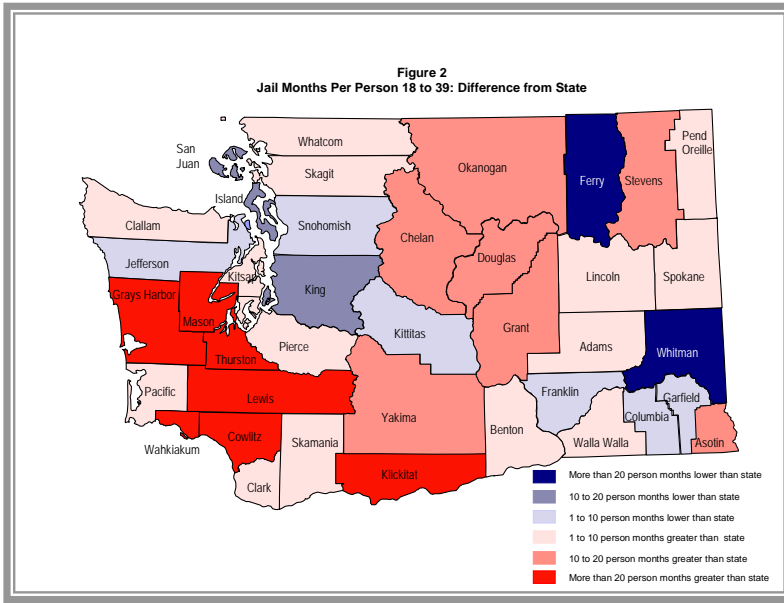 Figure 2
Jail Months Per Person 18 to 39: Difference from State
San
Juan
Whatcom
Skagit
Island
Okanogan
Ferry
Stevens
Pend
Oreille
Clallam
Snohomish
Chelan
Douglas
Jefferson
Kitsap
King
Lincoln
Spokane
Grays Harbor
Mason
Kittitas
Grant
Pierce
Adams
Whitman
Thurston
Pacific
Lewis
Yakima
Franklin
Garfield
Columbia
Benton
Walla Walla
Asotin
Wahkiakum
Cowlitz
Skamania
Klickitat
Clark
More than 20 person months lower than state
10 to 20 person months lower than state
1 to 10 person months lower than state
1 to 10 person months greater than state
10 to 20 person months greater than state
More than 20 person months greater than state